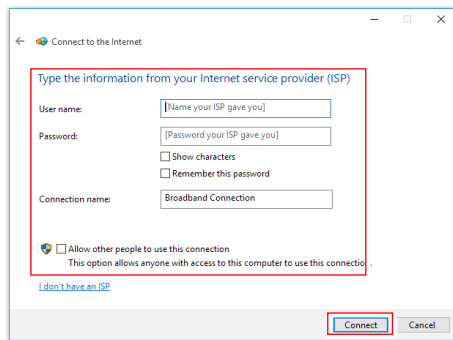 Connect to the Internet
Type the information from your Internet service provider (ISP)
User name: [Name your ISP gave you]
Password: [Password your ISP gave you]
Show characters
Remember this password
Connection name: Broadband Connection
Allow other people to use this connection
This option allows anyone with access to this computer to use this connectio .
I don't have an ISP
Connect Cancel